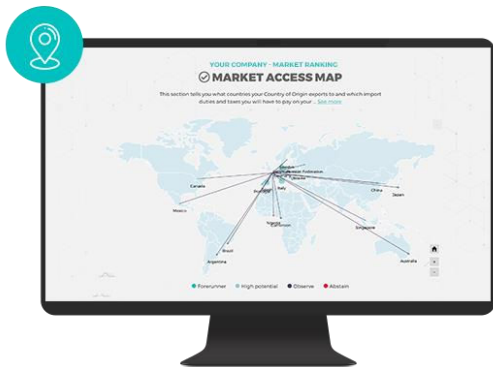 YOUR COMPANY - MARKET RANKING
MARKET ACCESS MAP
This section tells you what countries your Country of Origin exports to and which import
duties and taxes you will have to pay on your ... See more
Canada
Mexico
Brazil
Argentina
Italy
Cameroon
China
Japan
Singapore
Australia
Forerunner
High potential
Observe
Abstain